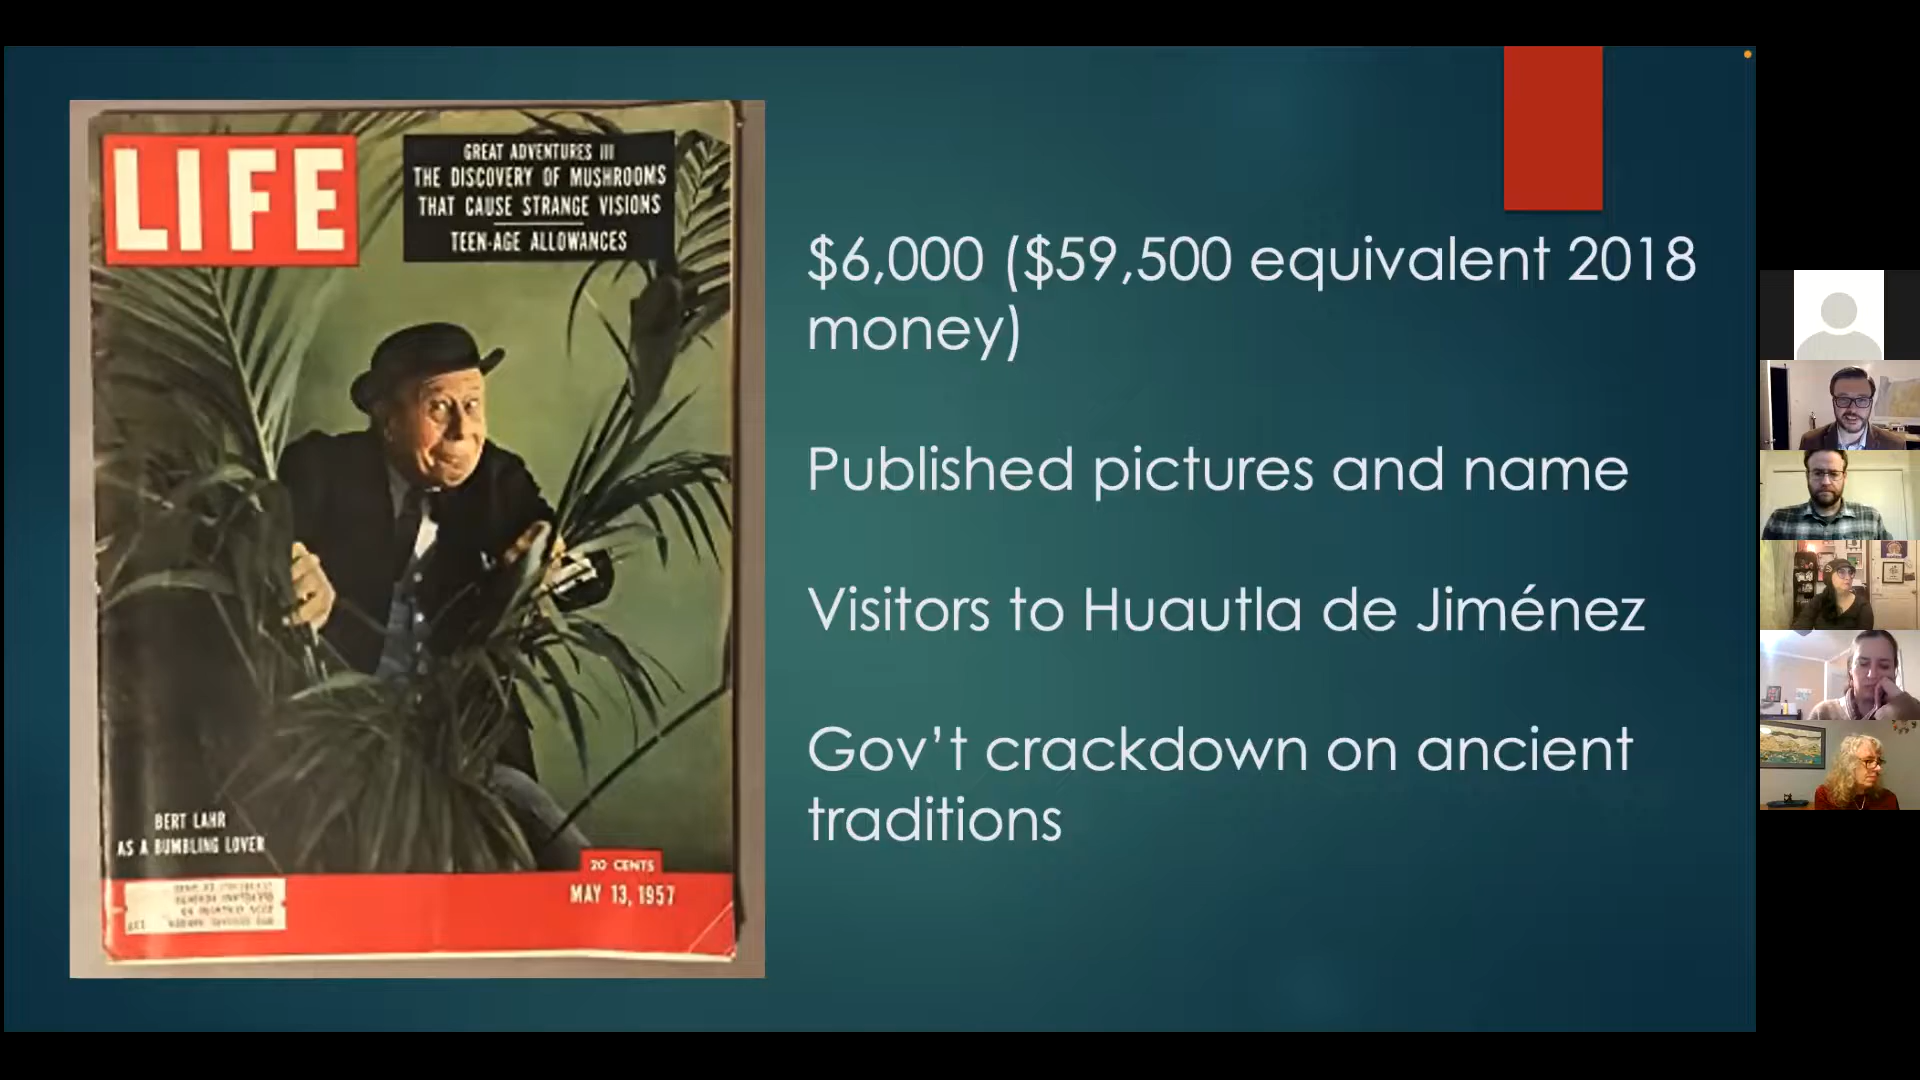 LIFE
GREAT ADVENTURES III
THE DISCOVERY OF MUSHROOMS
THAT CAUSE STRANGE VISIONS
TEEN-AGE ALLOWANCES
BERT LAHR
AS A BUMBLING LOVER
20 CENTS
MAY 13, 1957
$6,000 ($59,500 equivalent 2018
money)
Published pictures and name
Visitors to Huautla de Jiménez
Gov’t crackdown on ancient
traditions